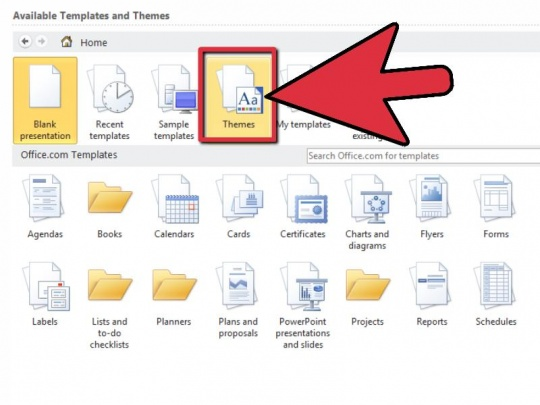 Available Templates and Themes
Home
Blank presentation
Recent templates
Sample templates
Themes
Aa
My templates
existing
Office.com Templates
Search Office.com for templates
Agendas
Books
Calendars
Cards
Certificates
Charts and diagrams
Flyers
Forms
Labels
Lists and to-do checklists
Planners
Plans and proposals
PowerPoint presentations and slides
Projects
Reports
Schedules